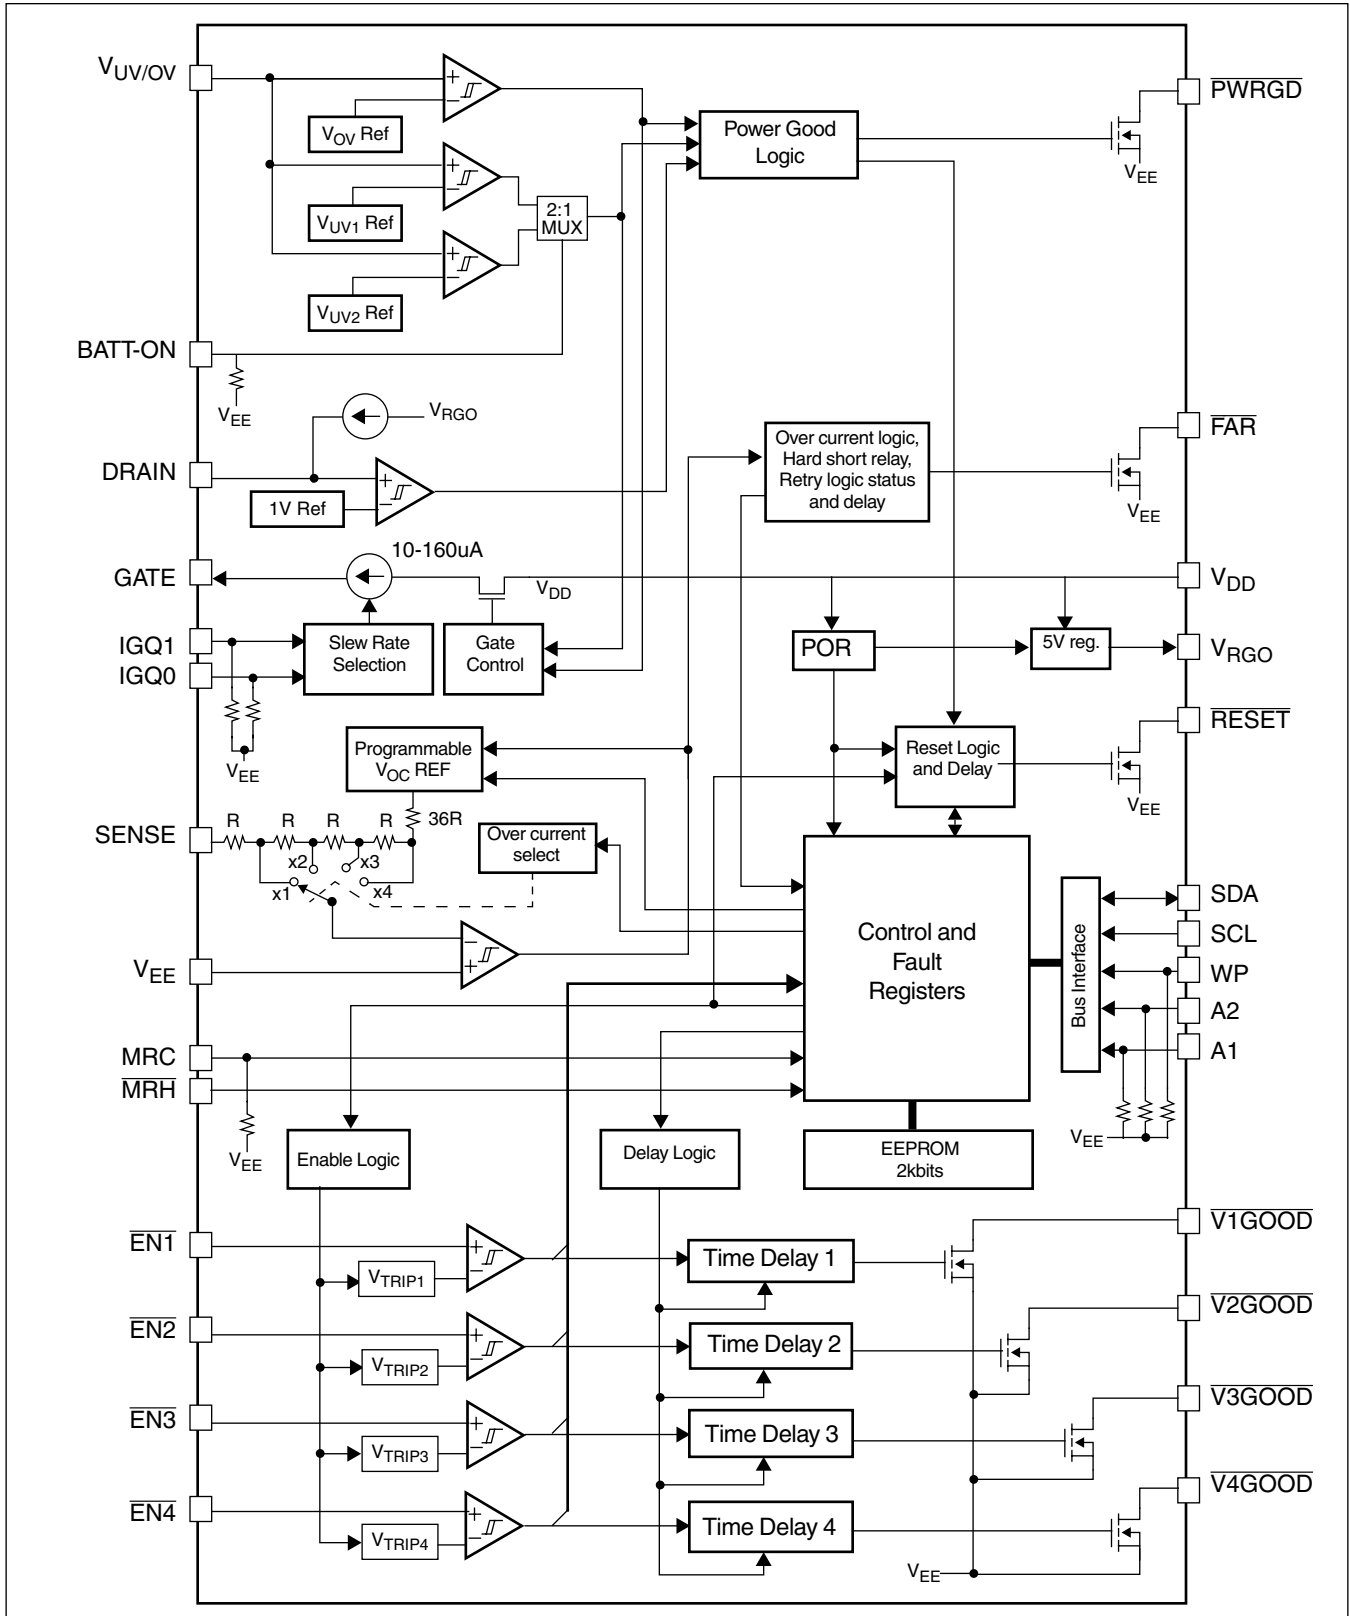 VUV/OV
PWRGD
VOV Ref
Power Good
Logic
VEE
VUV1 Ref
2:1
MUX
VUV2 Ref
BATT-ON
VEE
VRGO
FAR
Over current logic,
Hard short relay,
Retry logic status
and delay
DRAIN
1V Ref
VEE
10-160uA
GATE
VDD
VDD
IGQ1
Slew Rate
Selection
Gate
Control
POR
5V reg.
VRGO
IGQ0
VEE
RESET
Programmable
VOC REF
Reset Logic
and Delay
VEE
SENSE
R
R
R
R
36R
Over current
select
x2
x3
x1
x4
SDA
SCL
WP
A2
A1
Bus Interface
Control and
Fault
Registers
VEE
MRC
MRH
VEE
VEE
Enable Logic
Delay Logic
EEPROM
2kbits
EN1
VTRIP1
Time Delay 1
V1GOOD
EN2
VTRIP2
Time Delay 2
V2GOOD
EN3
VTRIP3
Time Delay 3
V3GOOD
EN4
VTRIP4
Time Delay 4
V4GOOD
VEE